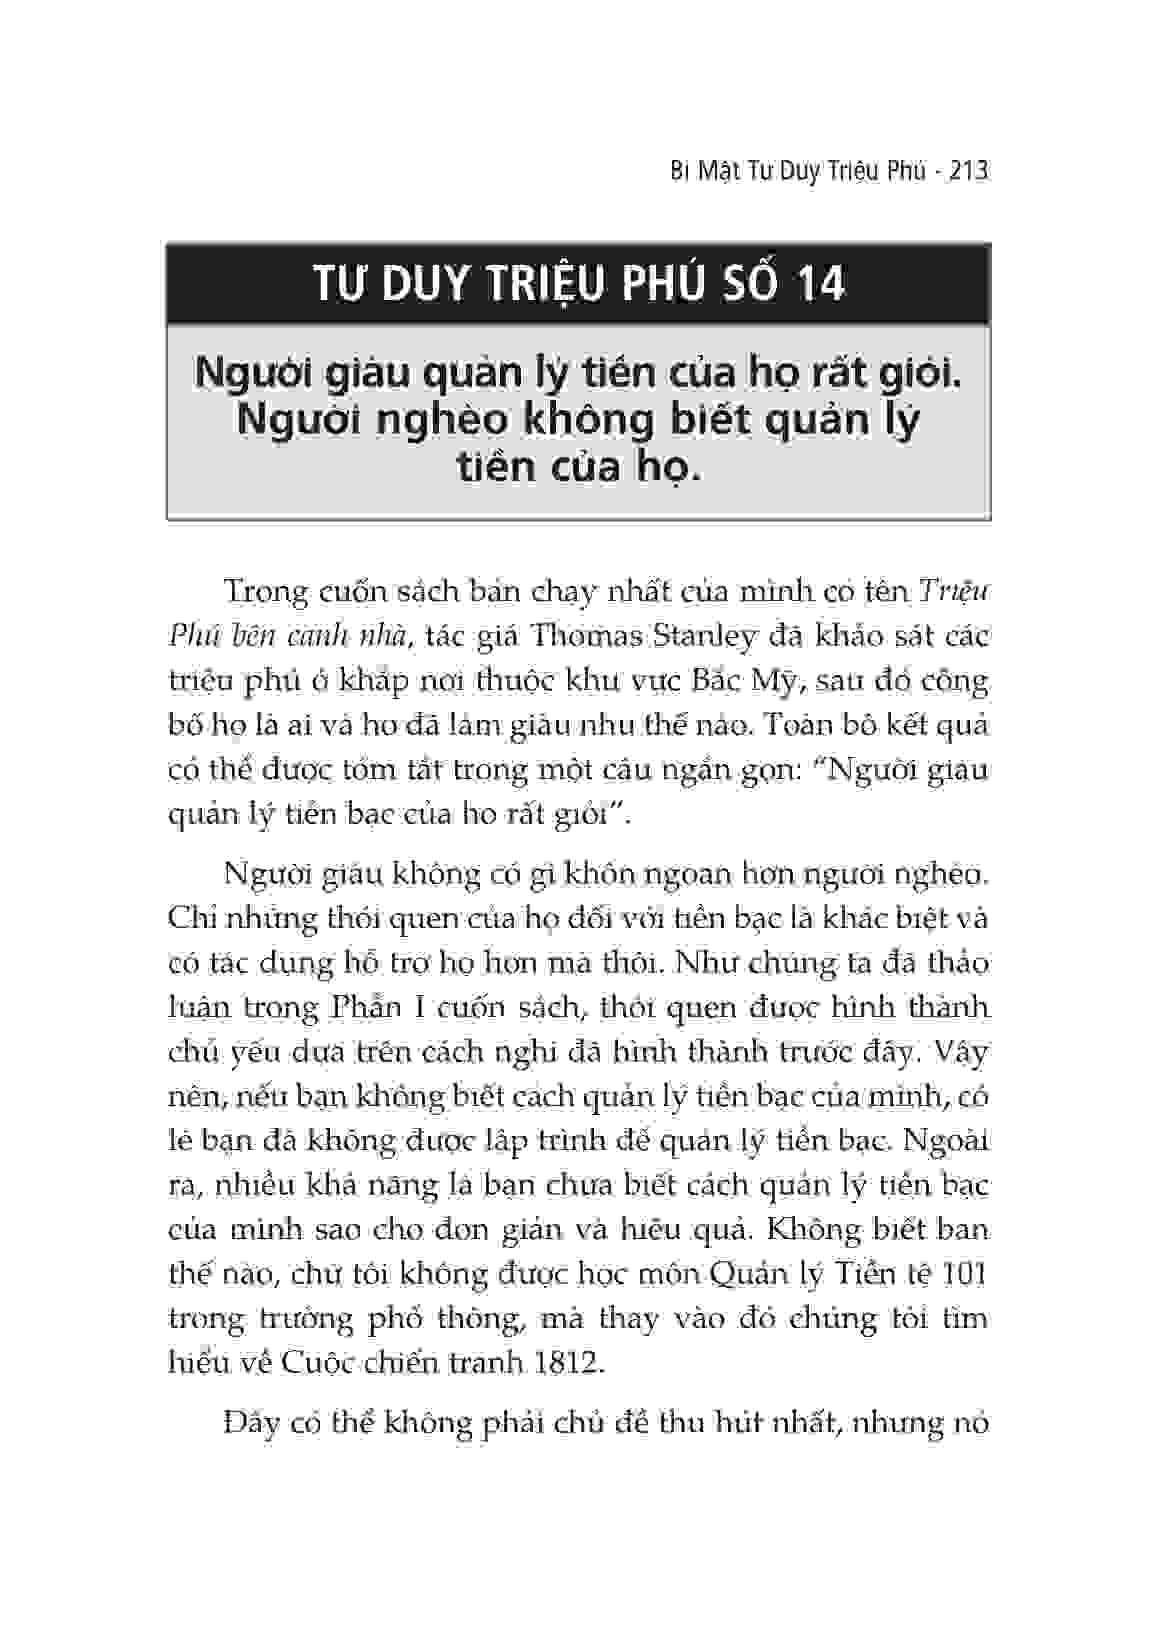 Bí Mật Tư Duy Triệu Phú - 213
TƯ DUY TRIỆU PHÚ SỐ 14
Người giàu quản lý tiền của họ rất giỏi.
Người nghèo không biết quản lý
tiền của họ.
Trong cuốn sách bán chạy nhất của mình có tên Triệu
Phú bên cạnh nhà, tác giả Thomas Stanley đã khảo sát các
triệu phú ở khắp nơi thuộc khu vực Bắc Mỹ, sau đó công
bố họ là ai và họ đã làm giàu như thế nào. Toàn bộ kết quả
có thể được tóm tắt trong một câu ngắn gọn: “Người giàu
quản lý tiền bạc của họ rất giỏi”.
Người giàu không có gì khôn ngoan hơn người nghèo.
Chỉ những thói quen của họ đối với tiền bạc là khác biệt và
có tác dụng hỗ trợ họ hơn mà thôi. Như chúng ta đã thảo
luận trong Phần I cuốn sách, thói quen được hình thành
chủ yếu dựa trên cách nghĩ đã hình thành trước đây. Vậy
nên, nếu bạn không biết cách quản lý tiền bạc của mình, có
lẽ bạn đã không được lập trình để quản lý tiền bạc. Ngoài
ra, nhiều khả năng là bạn chưa biết cách quản lý tiền bạc
của mình sao cho đơn giản và hiệu quả. Không biết bạn
thế nào, chứ tôi không được học môn Quản lý Tiền tệ 101
trong trường phổ thông, mà thay vào đó chúng tôi tìm
hiểu về Cuộc chiến tranh 1812.
Đây có thể không phải chủ đề thu hút nhất, nhưng nó